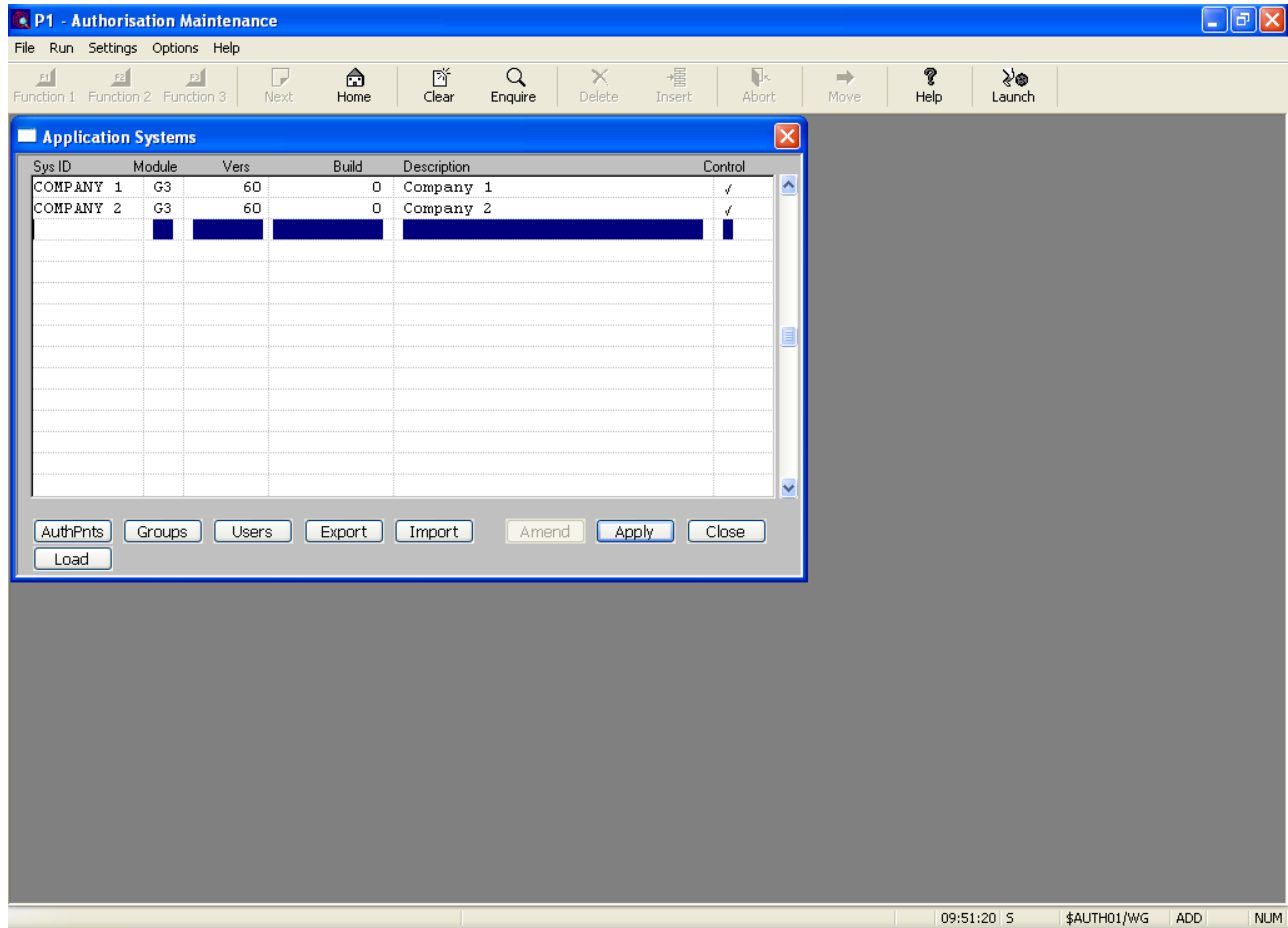 P1 - Authorisation Maintenance
File Run Settings Options Help
F1 F2 F3
Function 1 Function 2 Function 3 Next Home Clear Enquire Delete Insert Abort Move Help Launch
Application Systems
Sys ID Module Vers Build Description Control
COMPANY 1 G3 60 0 Company 1 √
COMPANY 2 G3 60 0 Company 2 √
AuthPnts Groups Users Export Import Amend Apply Close
Load
09:51:20 S $AUTH01/WG ADD NUM